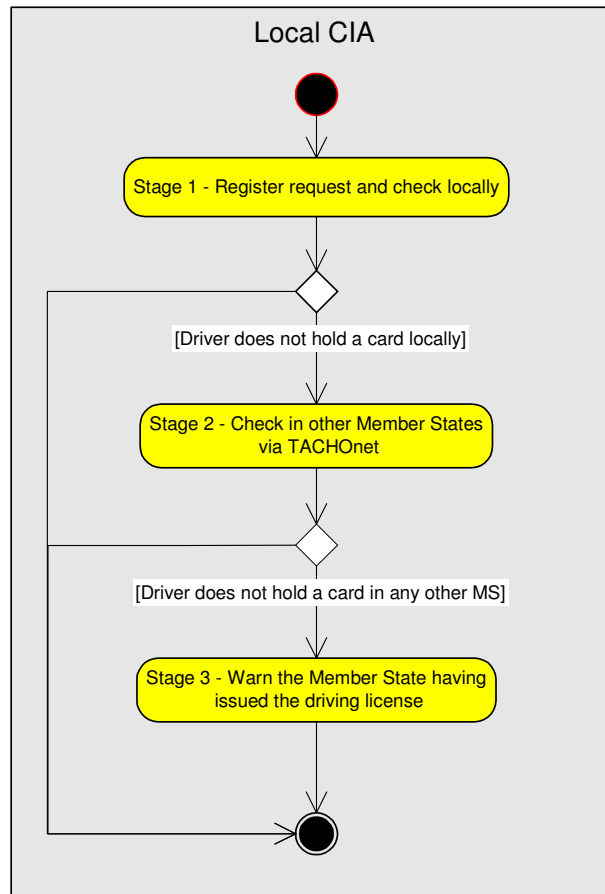 Local CIA
Stage 1 - Register request and check locally
[Driver does not hold a card locally]
Stage 2 - Check in other Member States
via TACHOnet
[Driver does not hold a card in any other MS]
Stage 3 - Warn the Member State having
issued the driving license